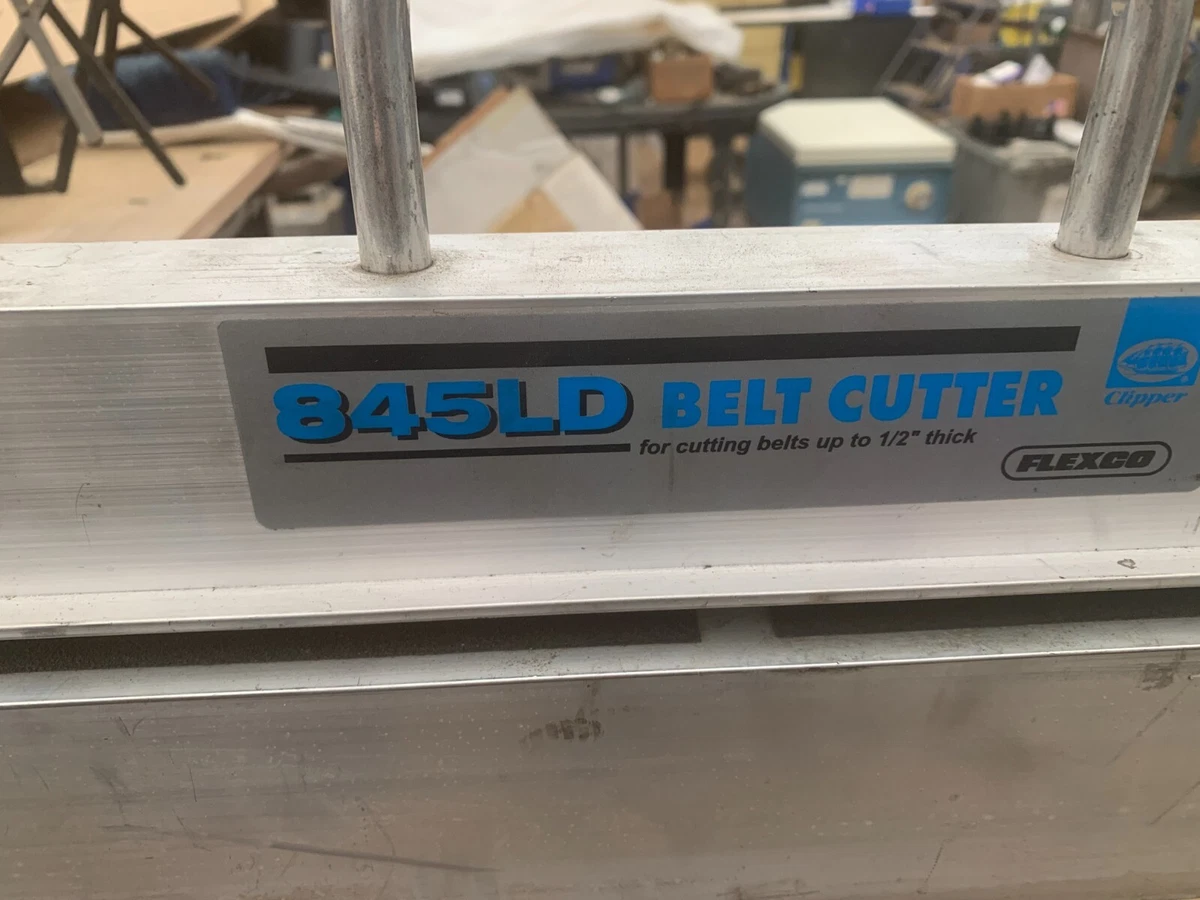 845LD BELT CUTTER
for cutting belts up to 1/2" thick
Clipper
®
FLEXCO